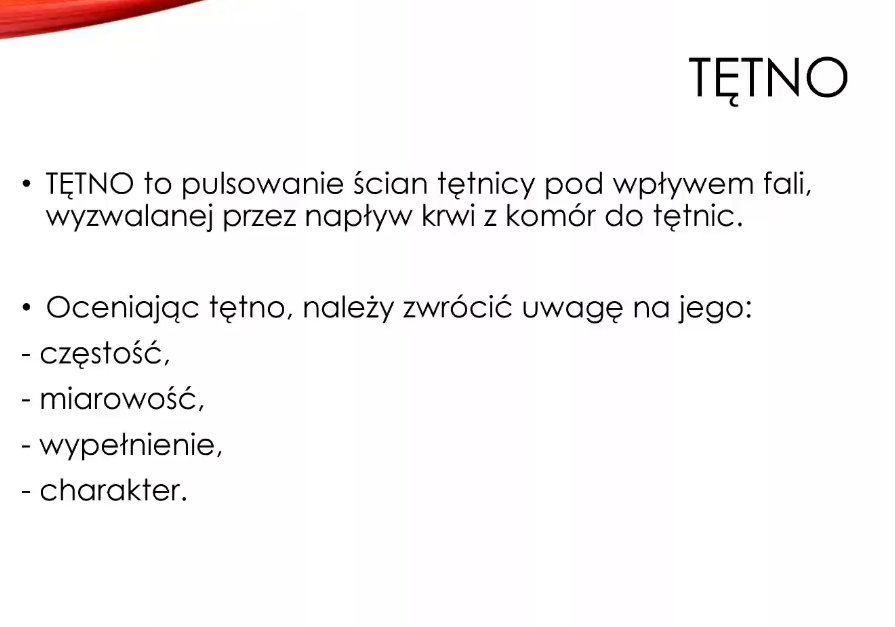 TĘTNO
• TĘTNO to pulsowanie ścian tętnicy pod wpływem fali,
wyzwalanej przez napływ krwi z komór do tętnic.
• Oceniając tętno, należy zwrócić uwagę na jego:
- częstość,
- miarowość,
- wypełnienie,
- charakter.